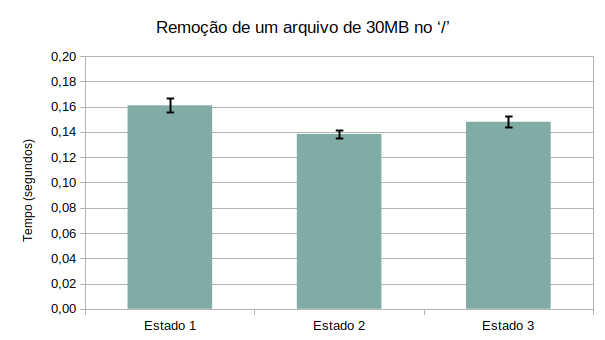 Remoção de um arquivo de 30MB no ‘/’
Tempo (segundos)
0,20
0,18
0,16
0,14
0,12
0,10
0,08
0,06
0,04
0,02
0,00
Estado 1
Estado 2
Estado 3